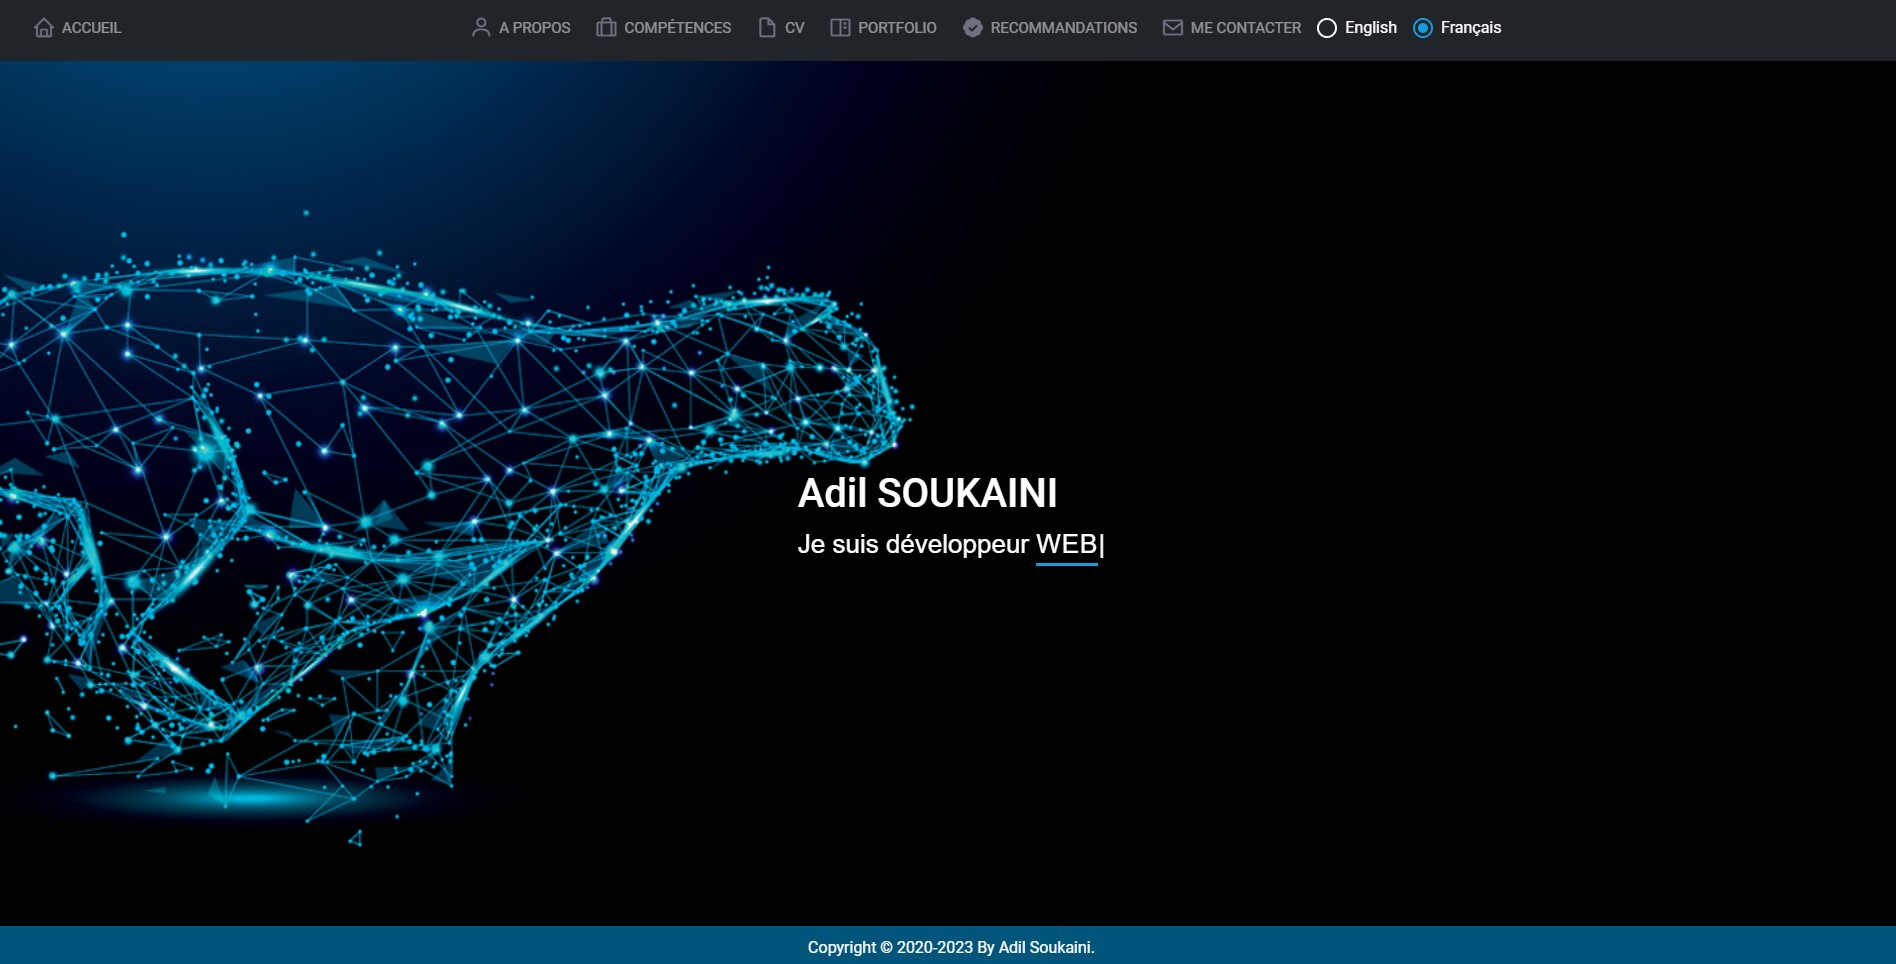 ACCUEIL A PROPOS COMPÉTENCES CV PORTFOLIO RECOMMANDATIONS ME CONTACTER English Français
Adil SOUKAINI
Je suis développeur WEB|
Copyright © 2020-2023 By Adil Soukaini.